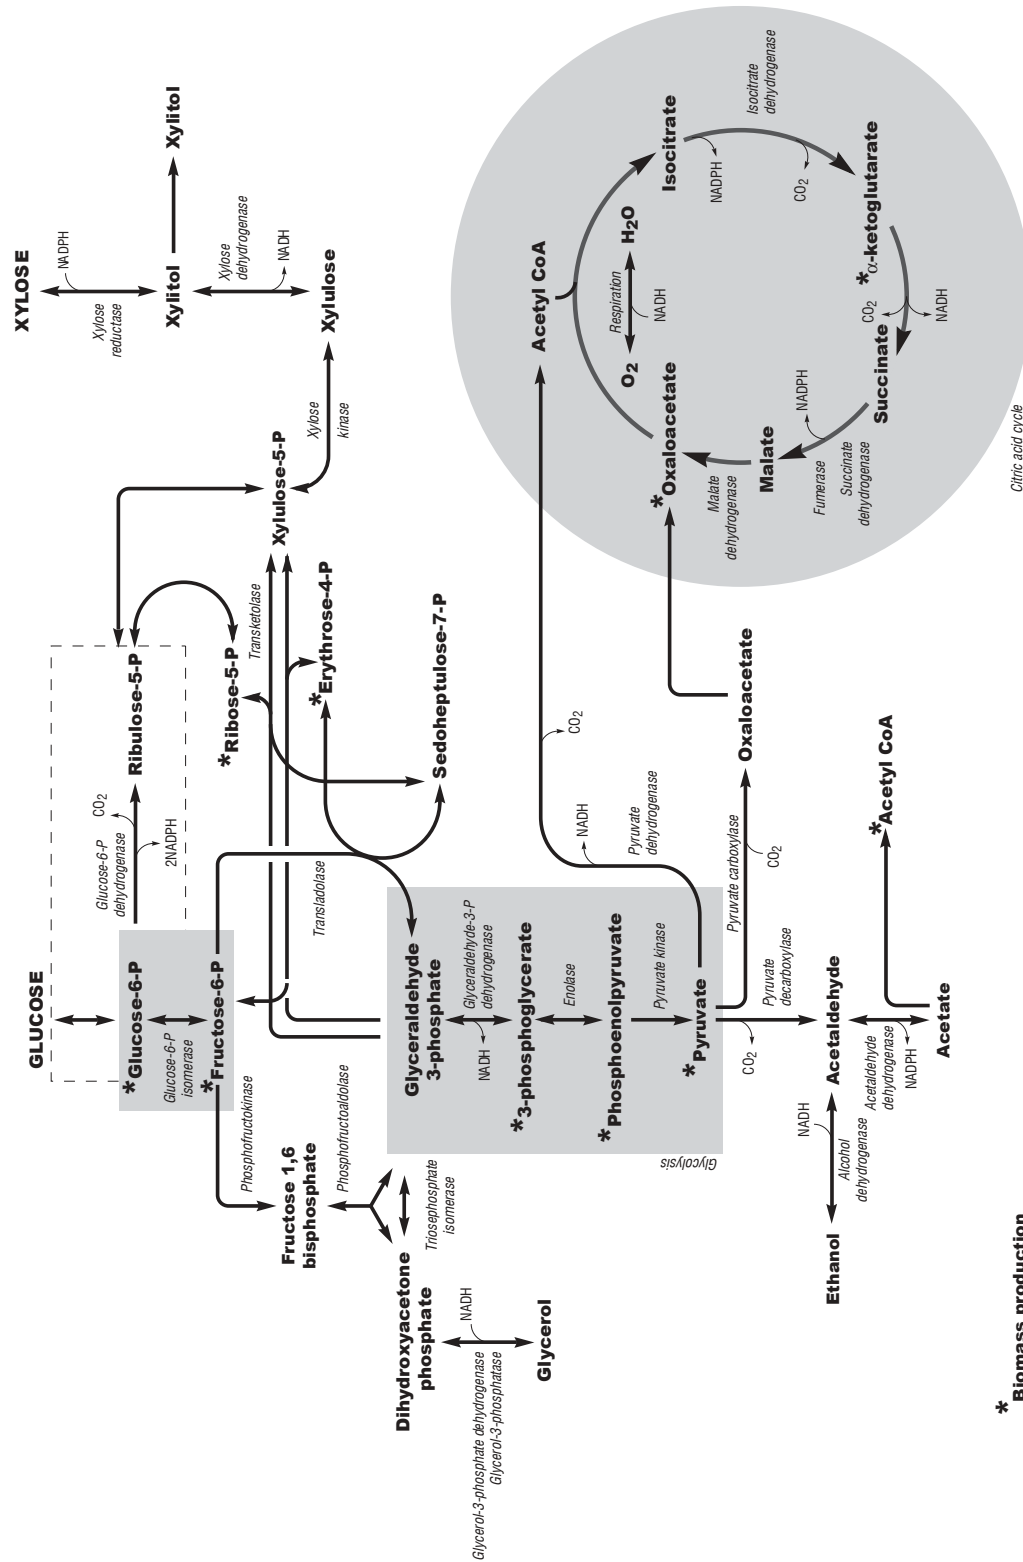 GLUCOSE
*Glucose-6-P
Glucose-6-P
isomerase
*Fructose-6-P
Glucose-6-P
dehydrogenase
CO2
2NADPH
Ribulose-5-P
*Ribose-5-P
XYLOSE
NADPH
Xylose
reductase
Xylitol
Xylitol
Xylose
dehydrogenase
NADH
Xylulose
Xylose
kinase
Xylulose-5-P
Transketolase
*Erythrose-4-P
Sedoheptulose-7-P
Transladolase
Phosphofructokinase
Fructose 1,6
bisphosphate
Phosphofructoaldolase
Triosephosphate
isomerase
Dihydroxyacetone
phosphate
NADH
Glycerol-3-phosphate dehydrogenase
Glycerol-3-phosphatase
Glycerol
Glyceraldehyde
3-phosphate
Glyceraldehyde-3-P
dehydrogenase
NADH
*3-phosphoglycerate
Enolase
*Phosphoenolpyruvate
Pyruvate kinase
*Pyruvate
Glycolysis
NADH
Pyruvate
dehydrogenase
CO2
Pyruvate carboxylase
CO2
Oxaloacetate
CO2
Pyruvate
decarboxylase
Acetaldehyde
NADH
Alcohol
dehydrogenase
Ethanol
Acetaldehyde
dehydrogenase
NADPH
Acetate
*Acetyl CoA
Acetyl CoA
Isocitrate
Isocitrate
dehydrogenase
NADPH
CO2
*α-ketoglutarate
CO2
NADH
Succinate
NADPH
Fumerase
Succinate
dehydrogenase
Malate
Malate
dehydrogenase
*Oxaloacetate
O2
Respiration
NADH
H2O
Citric acid cycle
*Biomass production